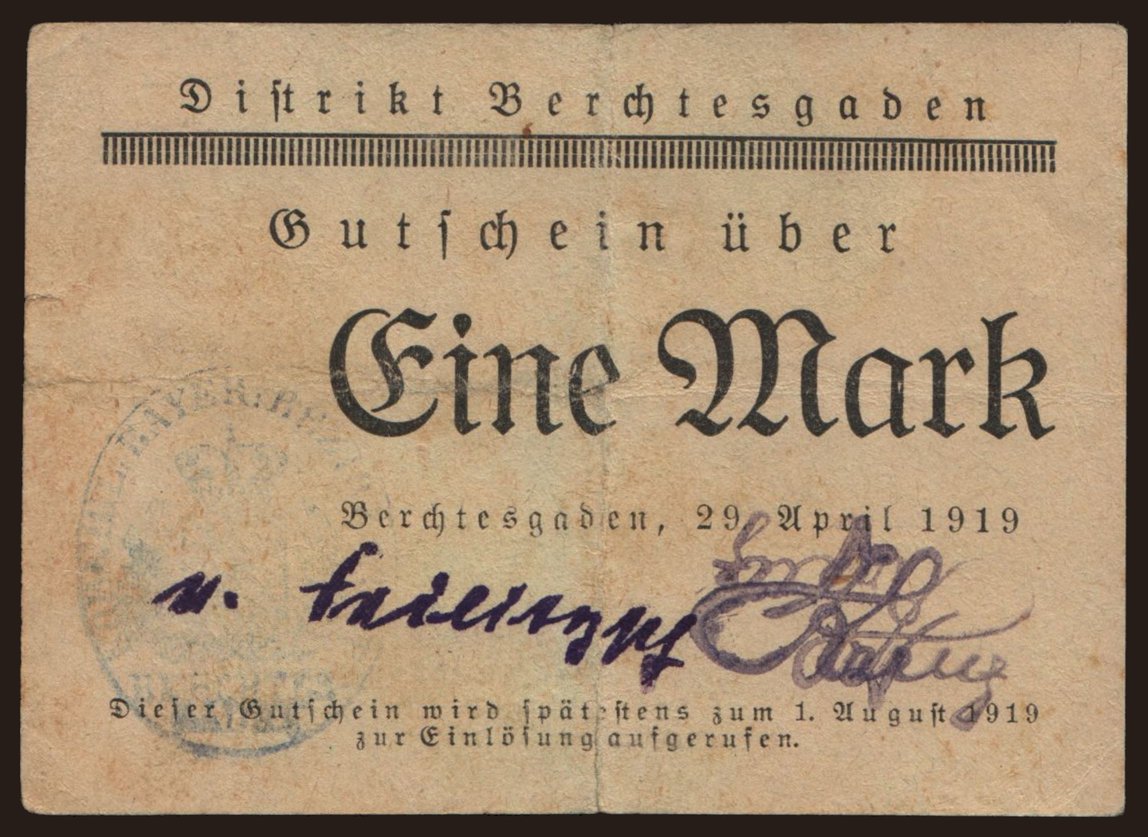 Distrikt Berchtesgaden
Gutschein über
Eine Mark
BAYER:
Berchtesgaden, 29. April 1919
v.
Dieser Gutschein wird spätestens zum 1. August 1919
zur Einlösung aufgerufen.